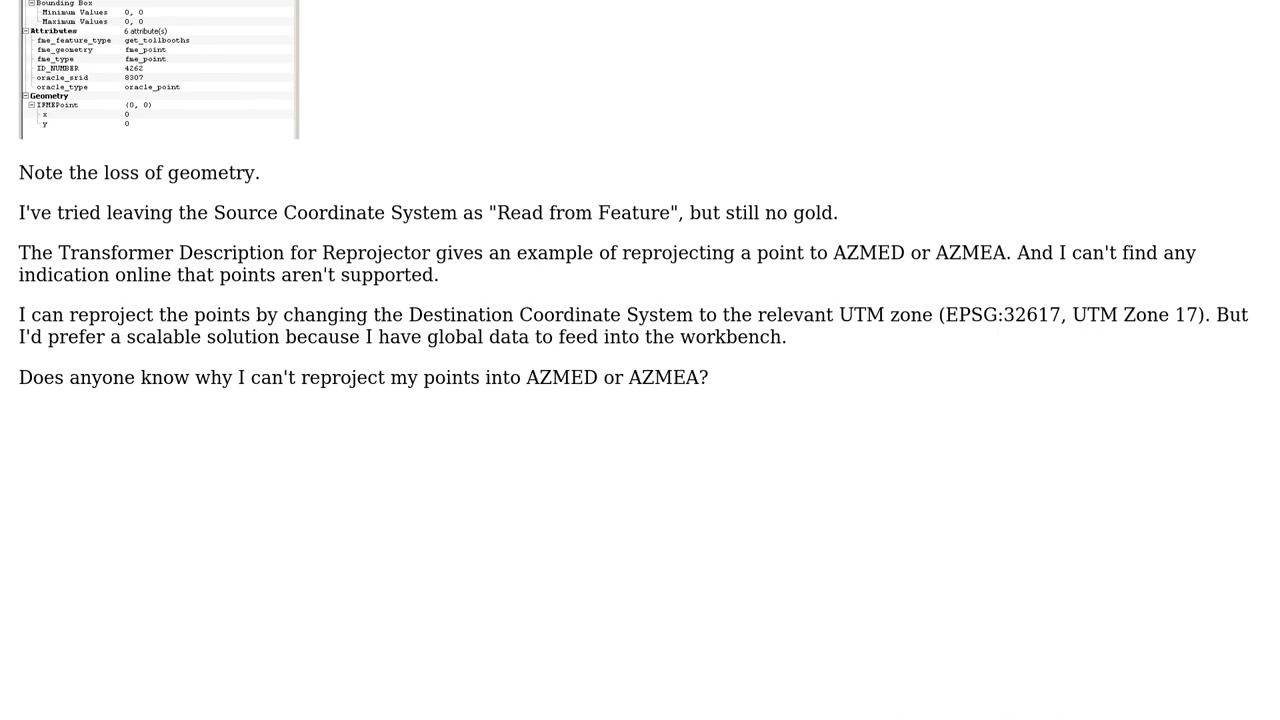 Bounding Box
Minimum Values 0, 0
Maximum Values 0, 0
Attributes 6 attribute(s)
fme_feature_type get_tollbooths
fme_geometry fme_point
fme_type fme_point
ID_NUMBER 4262
oracle_srid 8307
oracle_type oracle_point
Geometry
IFMEPoint (0, 0)
x 0
y 0
Note the loss of geometry.
I've tried leaving the Source Coordinate System as "Read from Feature", but still no gold.
The Transformer Description for Reprojector gives an example of reprojecting a point to AZMED or AZMEA. And I can't find any
indication online that points aren't supported.
I can reproject the points by changing the Destination Coordinate System to the relevant UTM zone (EPSG:32617, UTM Zone 17). But
I'd prefer a scalable solution because I have global data to feed into the workbench.
Does anyone know why I can't reproject my points into AZMED or AZMEA?